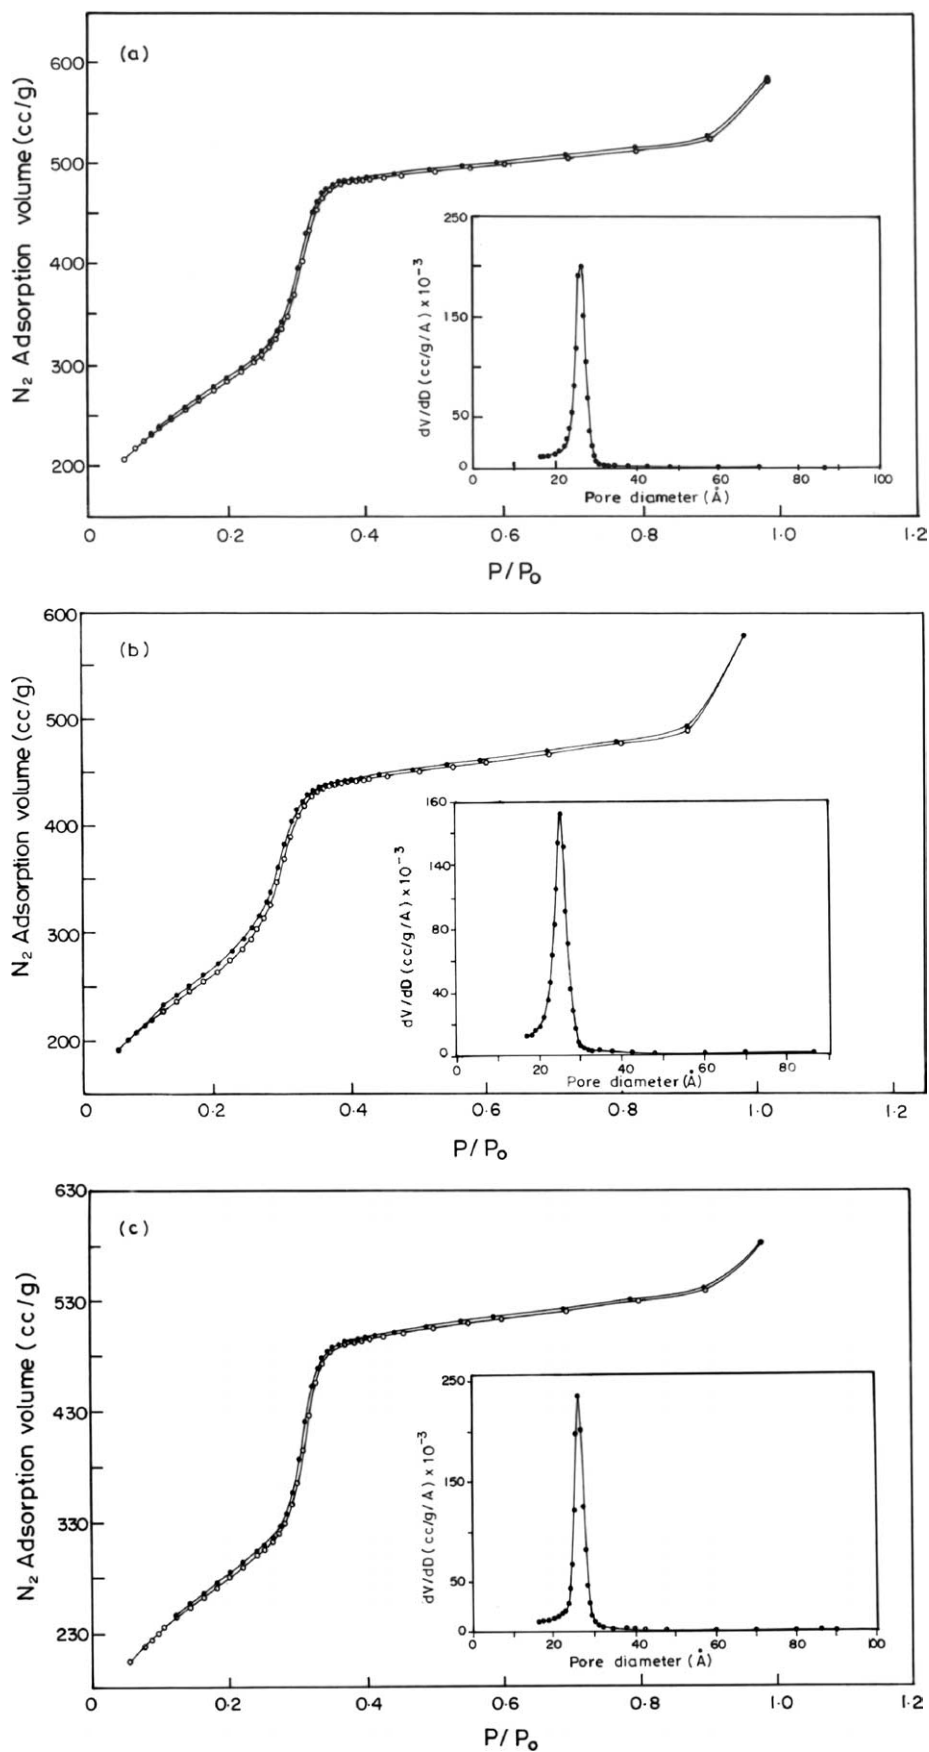 (a)
N₂ Adsorption volume (cc/g)
600
500
400
300
200
0 0·2 0·4 0·6 0·8 1·0 1·2
P/P₀
dV/dD (cc/g/A) × 10⁻³
250
150
50
0
0 20 40 60 80 100
Pore diameter (Å)
(b)
N₂ Adsorption volume (cc/g)
600
500
400
300
200
0 0·2 0·4 0·6 0·8 1·0 1·2
P/P₀
dV/dD (cc/g/A) × 10⁻³
160
140
80
40
0
0 20 40 60 80
Pore diameter (Å)
(c)
N₂ Adsorption volume (cc/g)
630
530
430
330
230
0 0·2 0·4 0·6 0·8 1·0 1·2
P/P₀
dV/dD (cc/g/A) × 10⁻³
250
150
50
0
0 20 30 60 80 100
Pore diameter (Å)